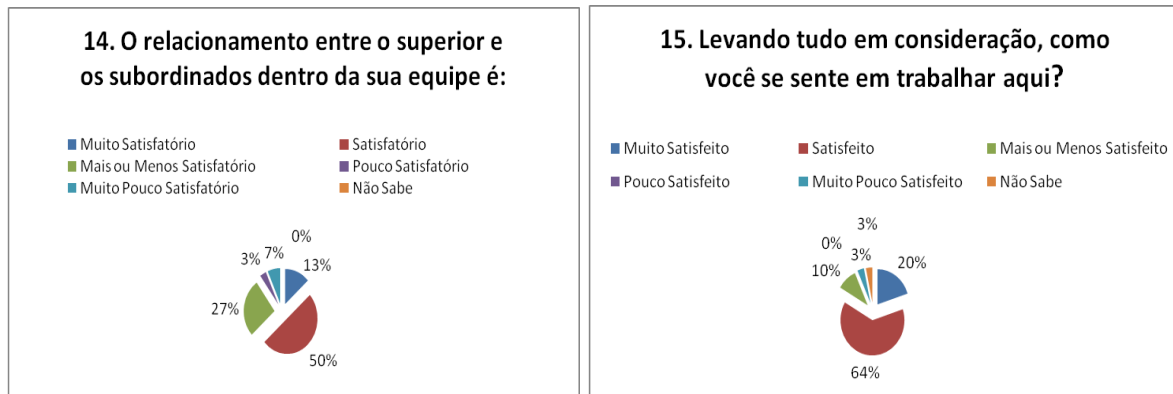 14. O relacionamento entre o superior e
os subordinados dentro da sua equipe é:
Muito Satisfatório
Satisfatório
Mais ou Menos Satisfatório
Pouco Satisfatório
Muito Pouco Satisfatório
Não Sabe
0%
3%
7%
13%
27%
50%
15. Levando tudo em consideração, como
você se sente em trabalhar aqui?
Muito Satisfeito
Satisfeito
Mais ou Menos Satisfeito
Pouco Satisfeito
Muito Pouco Satisfeito
Não Sabe
3%
0%
3%
20%
10%
64%